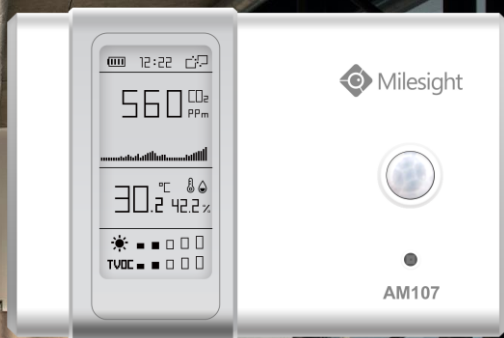 12:22
560 CO₂
PPm
30.2 °C 42.2%
TVOC
Milesight
AM107